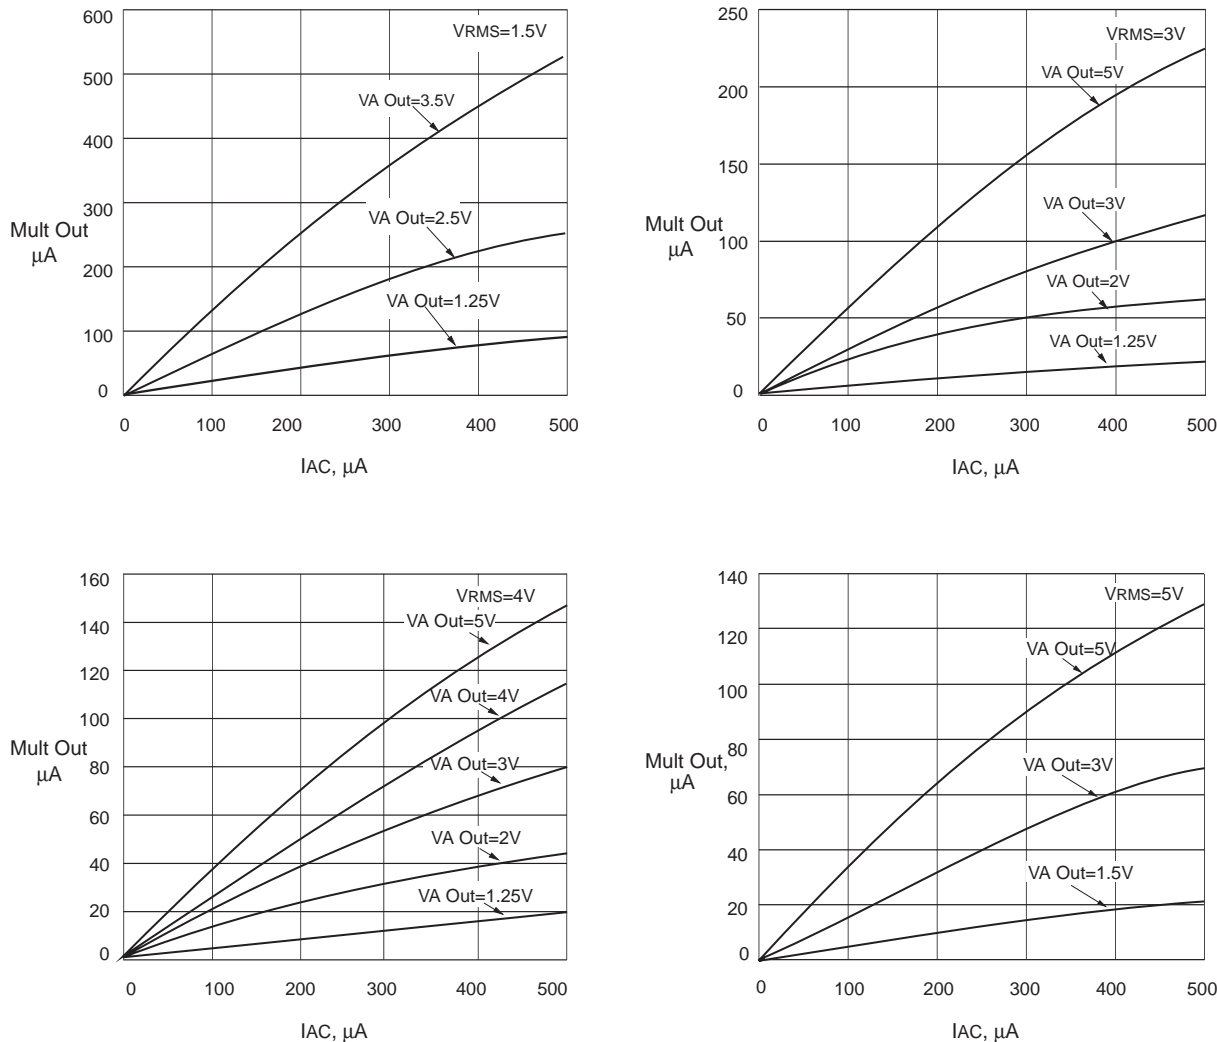 600
500
400
300
200
100
0
VRMS=1.5V
VA Out=3.5V
VA Out=2.5V
VA Out=1.25V
Mult Out
µA
0 100 200 300 400 500
IAC, µA
250
200
150
100
50
0
VRMS=3V
VA Out=5V
VA Out=3V
VA Out=2V
VA Out=1.25V
Mult Out
µA
0 100 200 300 400 500
IAC, µA
160
140
120
100
80
60
40
20
0
VRMS=4V
VA Out=5V
VA Out=4V
VA Out=3V
VA Out=2V
VA Out=1.25V
Mult Out
µA
0 100 200 300 400 500
IAC, µA
140
120
100
80
60
40
20
0
VRMS=5V
VA Out=5V
VA Out=3V
VA Out=1.5V
Mult Out,
µA
0 100 200 300 400 500
IAC, µA